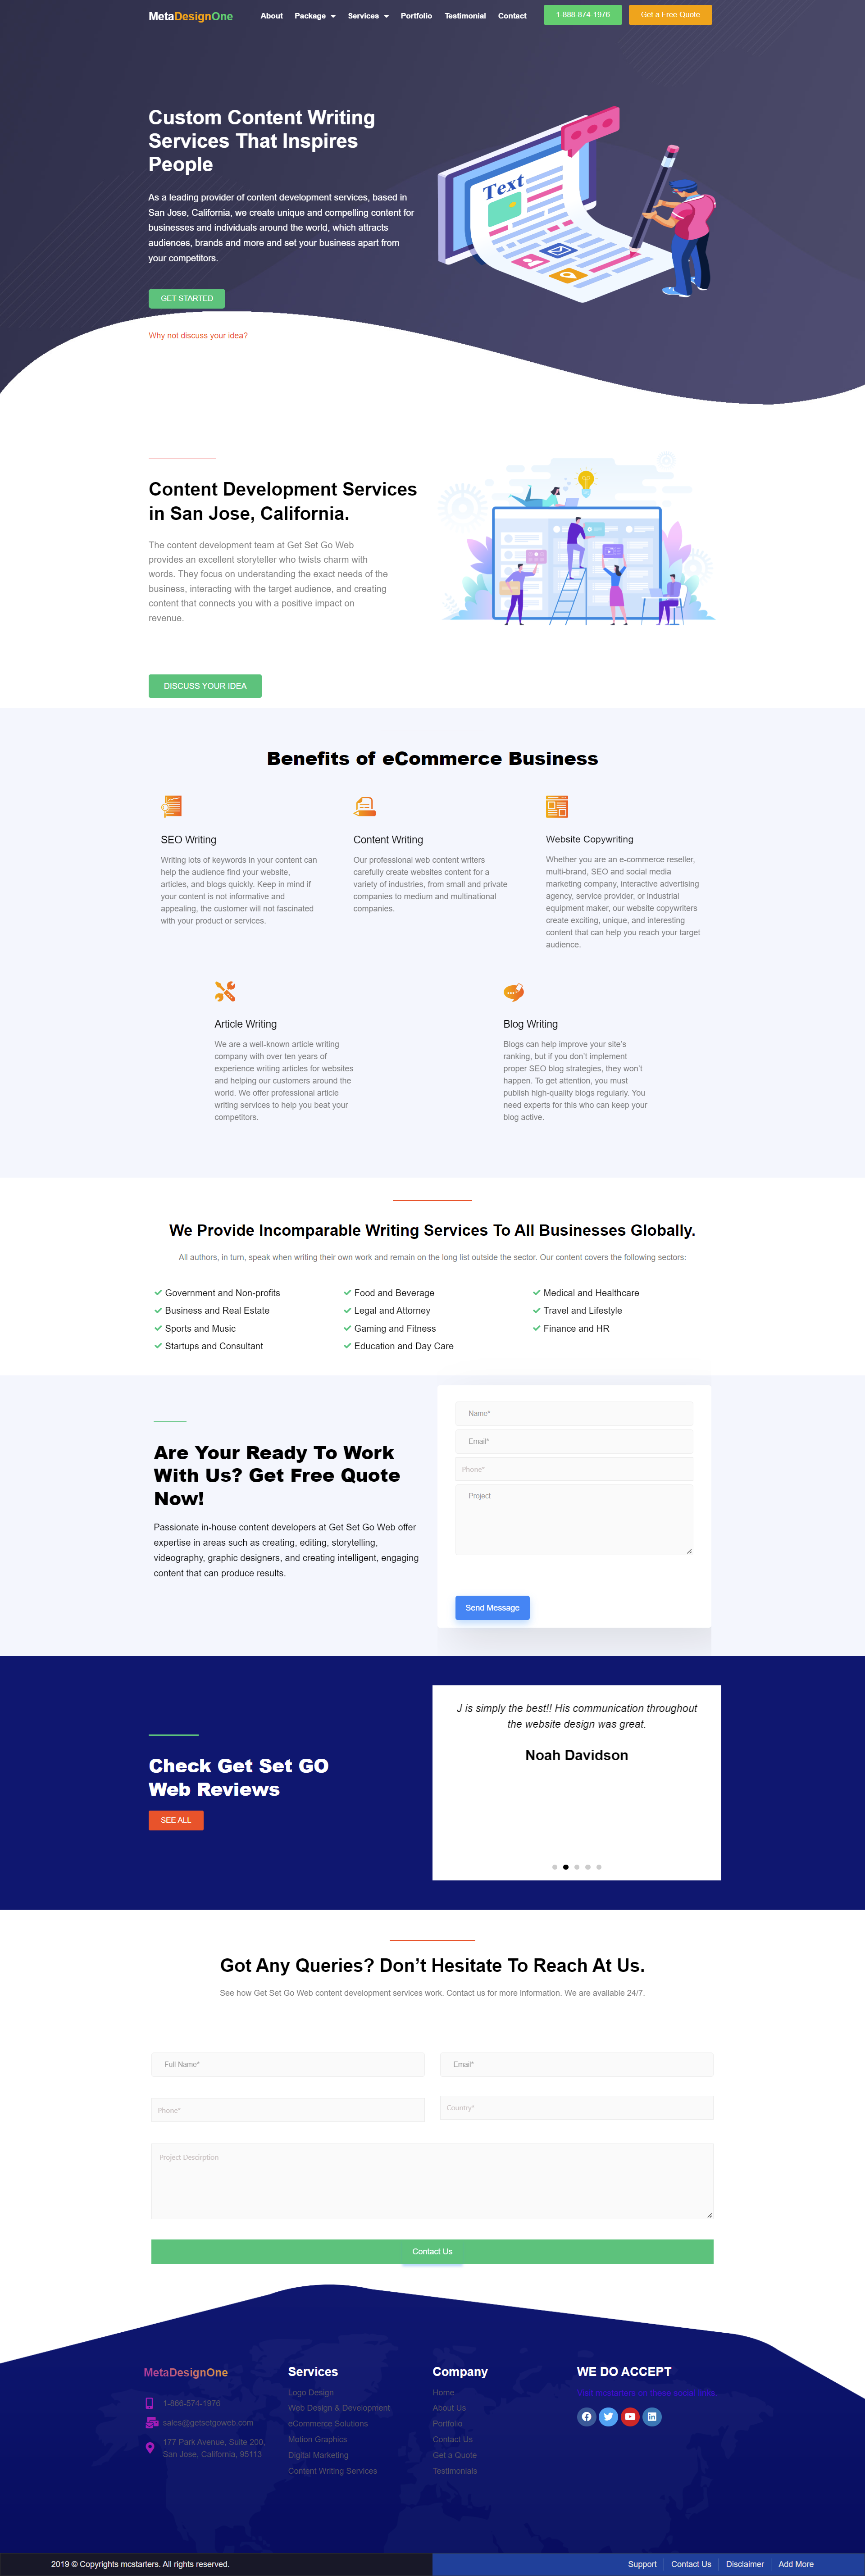 MetaDesignOne
About
Package
Services
Portfolio
Testimonial
Contact
1-888-874-1976
Get a Free Quote
Custom Content Writing
Services That Inspires
People
As a leading provider of content development services, based in
San Jose, California, we create unique and compelling content for
businesses and individuals around the world, which attracts
audiences, brands and more and set your business apart from
your competitors.
Text
GET STARTED
Why not discuss your idea?
Content Development Services
in San Jose, California.
The content development team at Get Set Go Web
provides an excellent storyteller who twists charm with
words. They focus on understanding the exact needs of the
business, interacting with the target audience, and creating
content that connects you with a positive impact on
revenue.
DISCUSS YOUR IDEA
Benefits of eCommerce Business
SEO Writing
Writing lots of keywords in your content can
help the audience find your website,
articles, and blogs quickly. Keep in mind if
your content is not informative and
appealing, the customer will not fascinated
with your product or services.
Content Writing
Our professional web content writers
carefully create websites content for a
variety of industries, from small and private
companies to medium and multinational
companies.
Website Copywriting
Whether you are an e-commerce reseller,
multi-brand, SEO and social media
marketing company, interactive advertising
agency, service provider, or industrial
equipment maker, our website copywriters
create exciting, unique, and interesting
content that can help you reach your target
audience.
Article Writing
We are a well-known article writing
company with over ten years of
experience writing articles for websites
and helping our customers around the
world. We offer professional article
writing services to help you beat your
competitors.
Blog Writing
Blogs can help improve your site's
ranking, but if you don't implement
proper SEO blog strategies, they won't
happen. To get attention, you must
publish high-quality blogs regularly. You
need experts for this who can keep your
blog active.
We Provide Incomparable Writing Services To All Businesses Globally.
All authors, in turn, speak when writing their own work and remain on the long list outside the sector. Our content covers the following sectors:
Government and Non-profits
Business and Real Estate
Sports and Music
Startups and Consultant
Food and Beverage
Legal and Attorney
Gaming and Fitness
Education and Day Care
Medical and Healthcare
Travel and Lifestyle
Finance and HR
Are Your Ready To Work
With Us? Get Free Quote
Now!
Passionate in-house content developers at Get Set Go Web offer
expertise in areas such as creating, editing, storytelling,
videography, graphic designers, and creating intelligent, engaging
content that can produce results.
Name*
Email*
Phone*
Project
Send Message
Check Get Set GO
Web Reviews
SEE ALL
J is simply the best!! His communication throughout
the website design was great.
Noah Davidson
Got Any Queries? Don't Hesitate To Reach At Us.
See how Get Set Go Web content development services work. Contact us for more information. We are available 24/7.
Full Name*
Email*
Phone*
Country*
Project Descirption
Contact Us
MetaDesignOne
1-866-574-1976
sales@getsetgoweb.com
177 Park Avenue, Suite 200,
San Jose, California, 95113
Services
Logo Design
Web Design & Development
eCommerce Solutions
Motion Graphics
Digital Marketing
Content Writing Services
Company
Home
About Us
Portfolio
Contact Us
Get a Quote
Testimonials
WE DO ACCEPT
2019 © Copyrights mcstarters. All rights reserved.
Support
Contact Us
Disclaimer
Add More